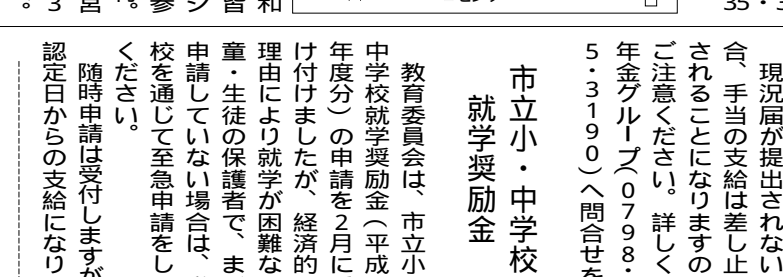 35・3
現況届が提出されない
合、手当の支給は差し止
されることになりますの
ご注意ください。詳しく
年金グループ(0798・
5・3190)へ問合せを
市立小・中学校
就学奨励金
教育委員会は、市立小
中学校就学奨励金(平成
年度分)の申請を2月に
け付けましたが、経済的
理由により就学が困難な
童・生徒の保護者で、ま
申請していない場合は、
校を通じて至急申請をし
ください。
随時申請は受付しますが
認定日からの支給になり